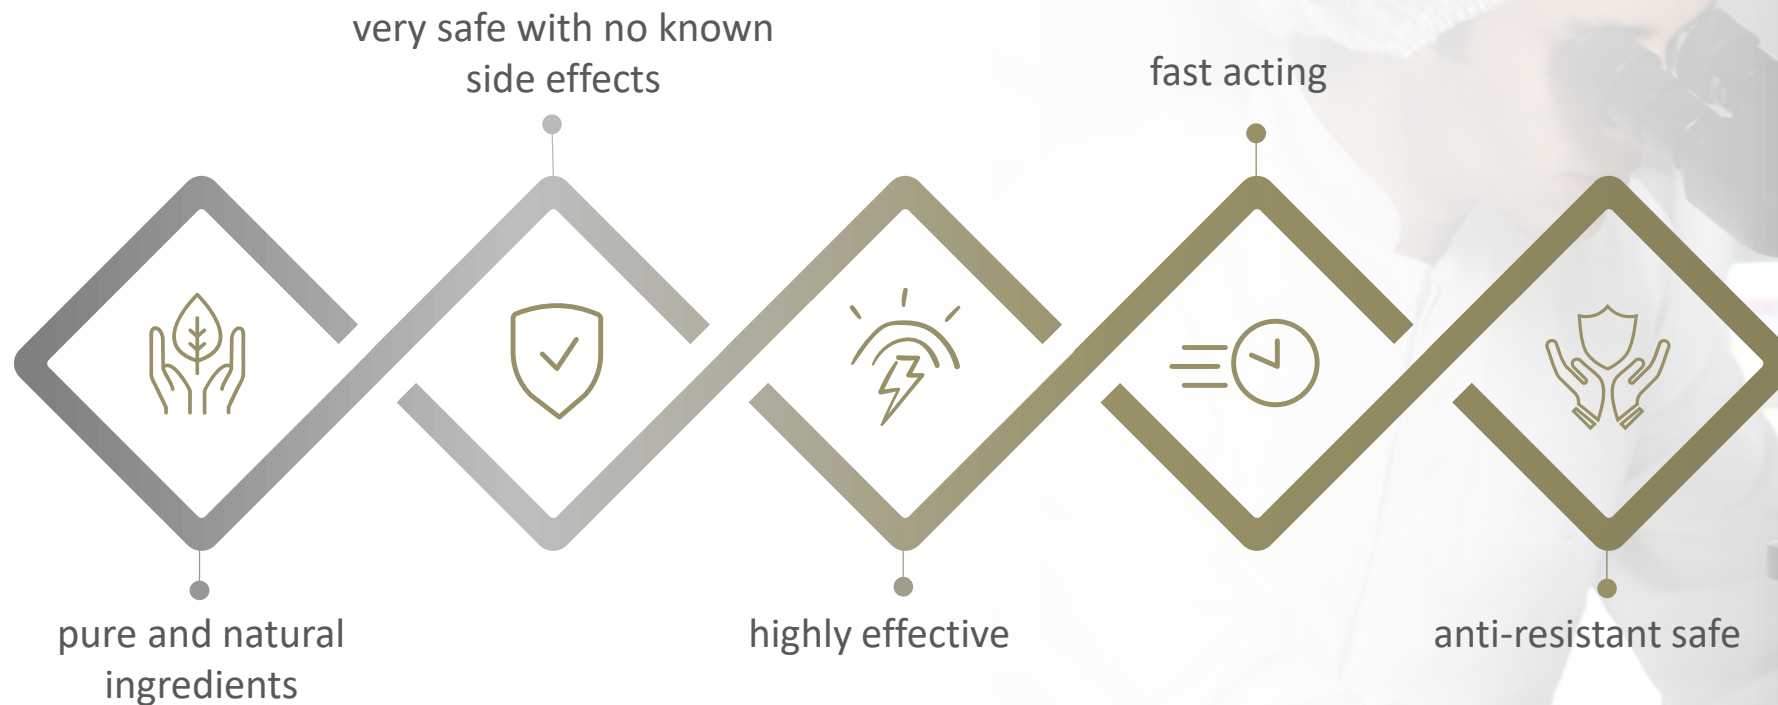 very safe with no known
side effects
fast acting
pure and natural
ingredients
highly effective
anti-resistant safe